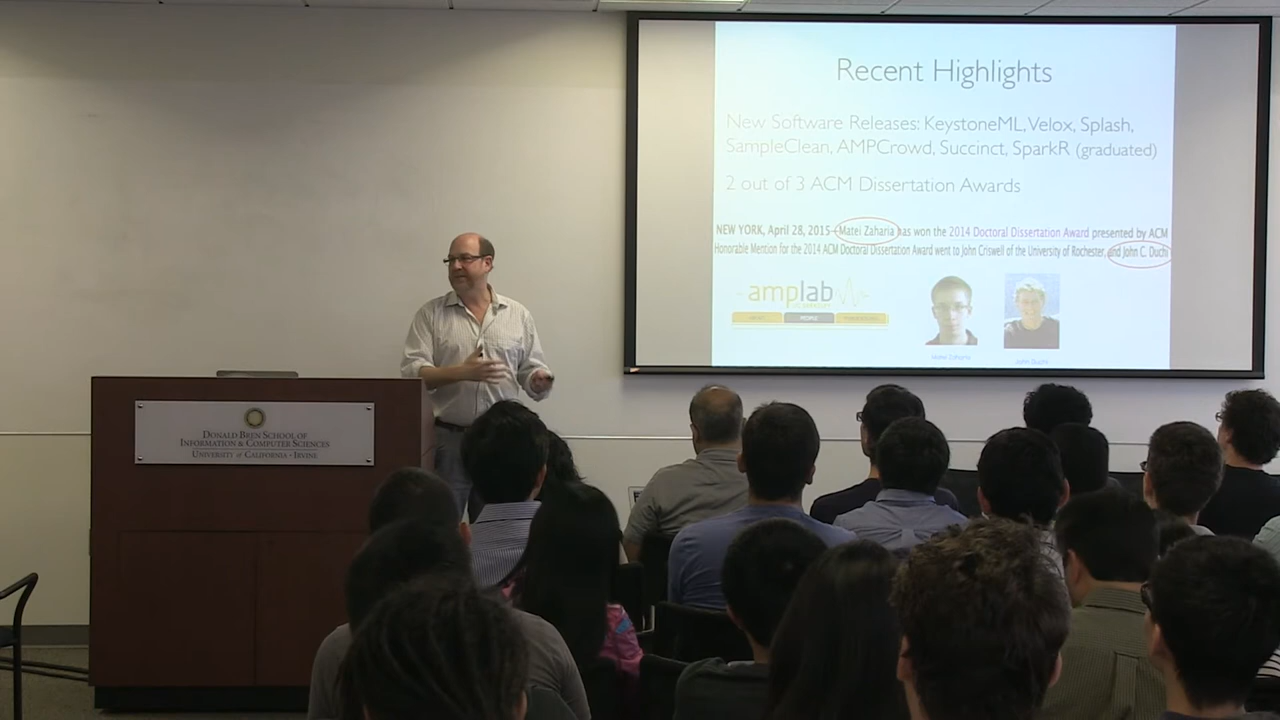 Recent Highlights
New Software Releases: KeystoneML, Velox, Splash,
SampleClean, AMPCrowd, Succinct, SparkR (graduated)
2 out of 3 ACM Dissertation Awards
NEW YORK, April 28, 2015–Matei Zaharia has won the 2014 Doctoral Dissertation Award presented by ACM
Honorable Mention for the 2014 ACM Doctoral Dissertation Award went to John Criswell of the University of Rochester, and John C. Duchi
amplab
Matei Zaharia
John Duchi
DONALD BREN SCHOOL OF
INFORMATION & COMPUTER SCIENCES
UNIVERSITY of CALIFORNIA • IRVINE